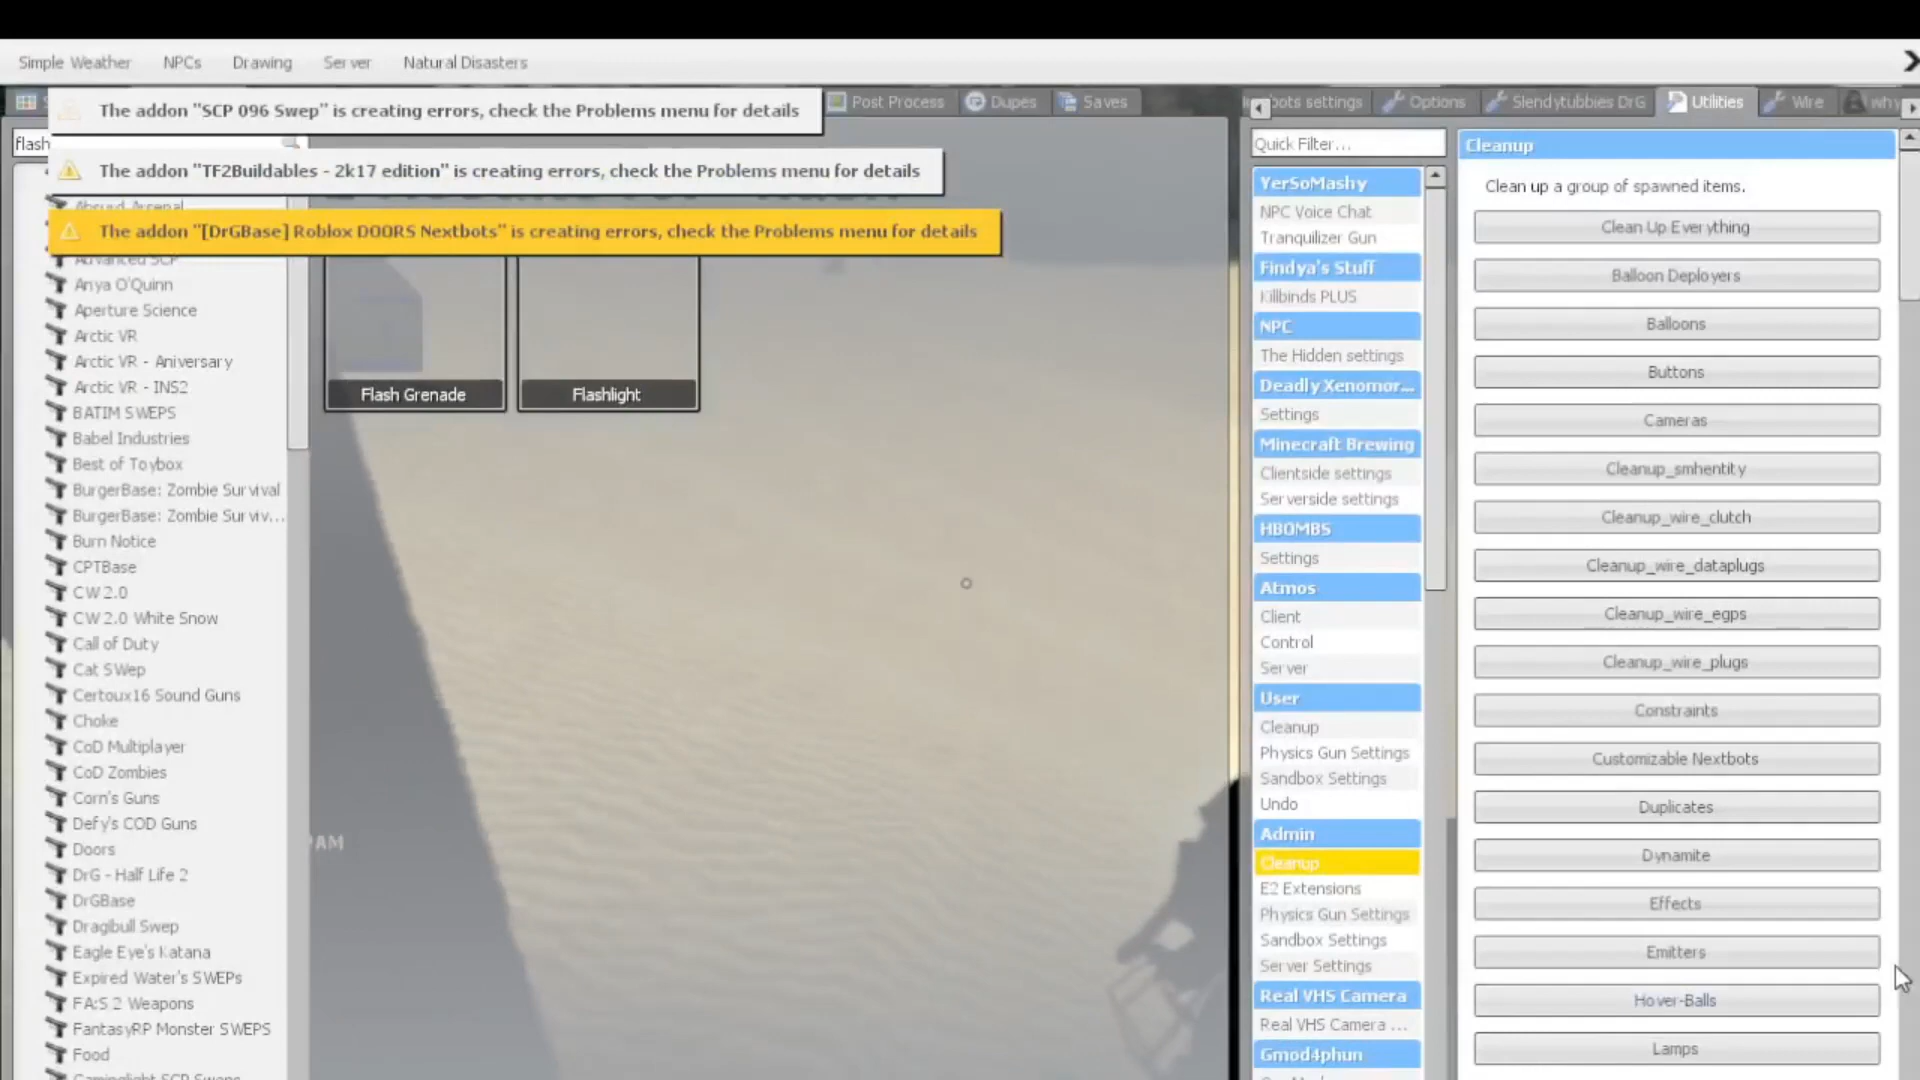 Simple Weather NPCs Drawing Server Natural Disasters
The addon "SCP 096 Swep" is creating errors, check the Problems menu for details
The addon "TF2Buildables - 2k17 edition" is creating errors, check the Problems menu for details
The addon "[DrGBase] Roblox DOORS Nextbots" is creating errors, check the Problems menu for details
Post Process Dupes Saves
settings Options Slendytubbies DrG Utilities Wire why
flash
Absurd Arsenal
Advanced SCP
Anya O'Quinn
Aperture Science
Arctic VR
Arctic VR - Aniversary
Arctic VR - INS2
BATIM SWEPS
Babel Industries
Best of Toybox
BurgerBase: Zombie Survival
BurgerBase: Zombie Surviv...
Burn Notice
CPTBase
CW 2.0
CW 2.0 White Snow
Call of Duty
Cat SWep
Certoux16 Sound Guns
Choke
CoD Multiplayer
CoD Zombies
Corn's Guns
Defy's COD Guns
Doors
DrG - Half Life 2
DrGBase
Dragibull Swep
Eagle Eye's Katana
Expired Water's SWEPs
FA:S 2 Weapons
FantasyRP Monster SWEPS
Food
Flash Grenade
Flashlight
AM
Quick Filter...
YerSoMashy
NPC Voice Chat
Tranquilizer Gun
Findya's Stuff
Killbinds PLUS
NPC
The Hidden settings
Deadly Xenomor...
Settings
Minecraft Brewing
Clientside settings
Serverside settings
HBOMBS
Settings
Atmos
Client
Control
Server
User
Cleanup
Physics Gun Settings
Sandbox Settings
Undo
Admin
Cleanup
E2 Extensions
Physics Gun Settings
Sandbox Settings
Server Settings
Real VHS Camera
Real VHS Camera ...
Gmod4phun
Cleanup
Clean up a group of spawned items.
Clean Up Everything
Balloon Deployers
Balloons
Buttons
Cameras
Cleanup_smhentity
Cleanup_wire_clutch
Cleanup_wire_dataplugs
Cleanup_wire_egps
Cleanup_wire_plugs
Constraints
Customizable Nextbots
Duplicates
Dynamite
Effects
Emitters
Hover-Balls
Lamps